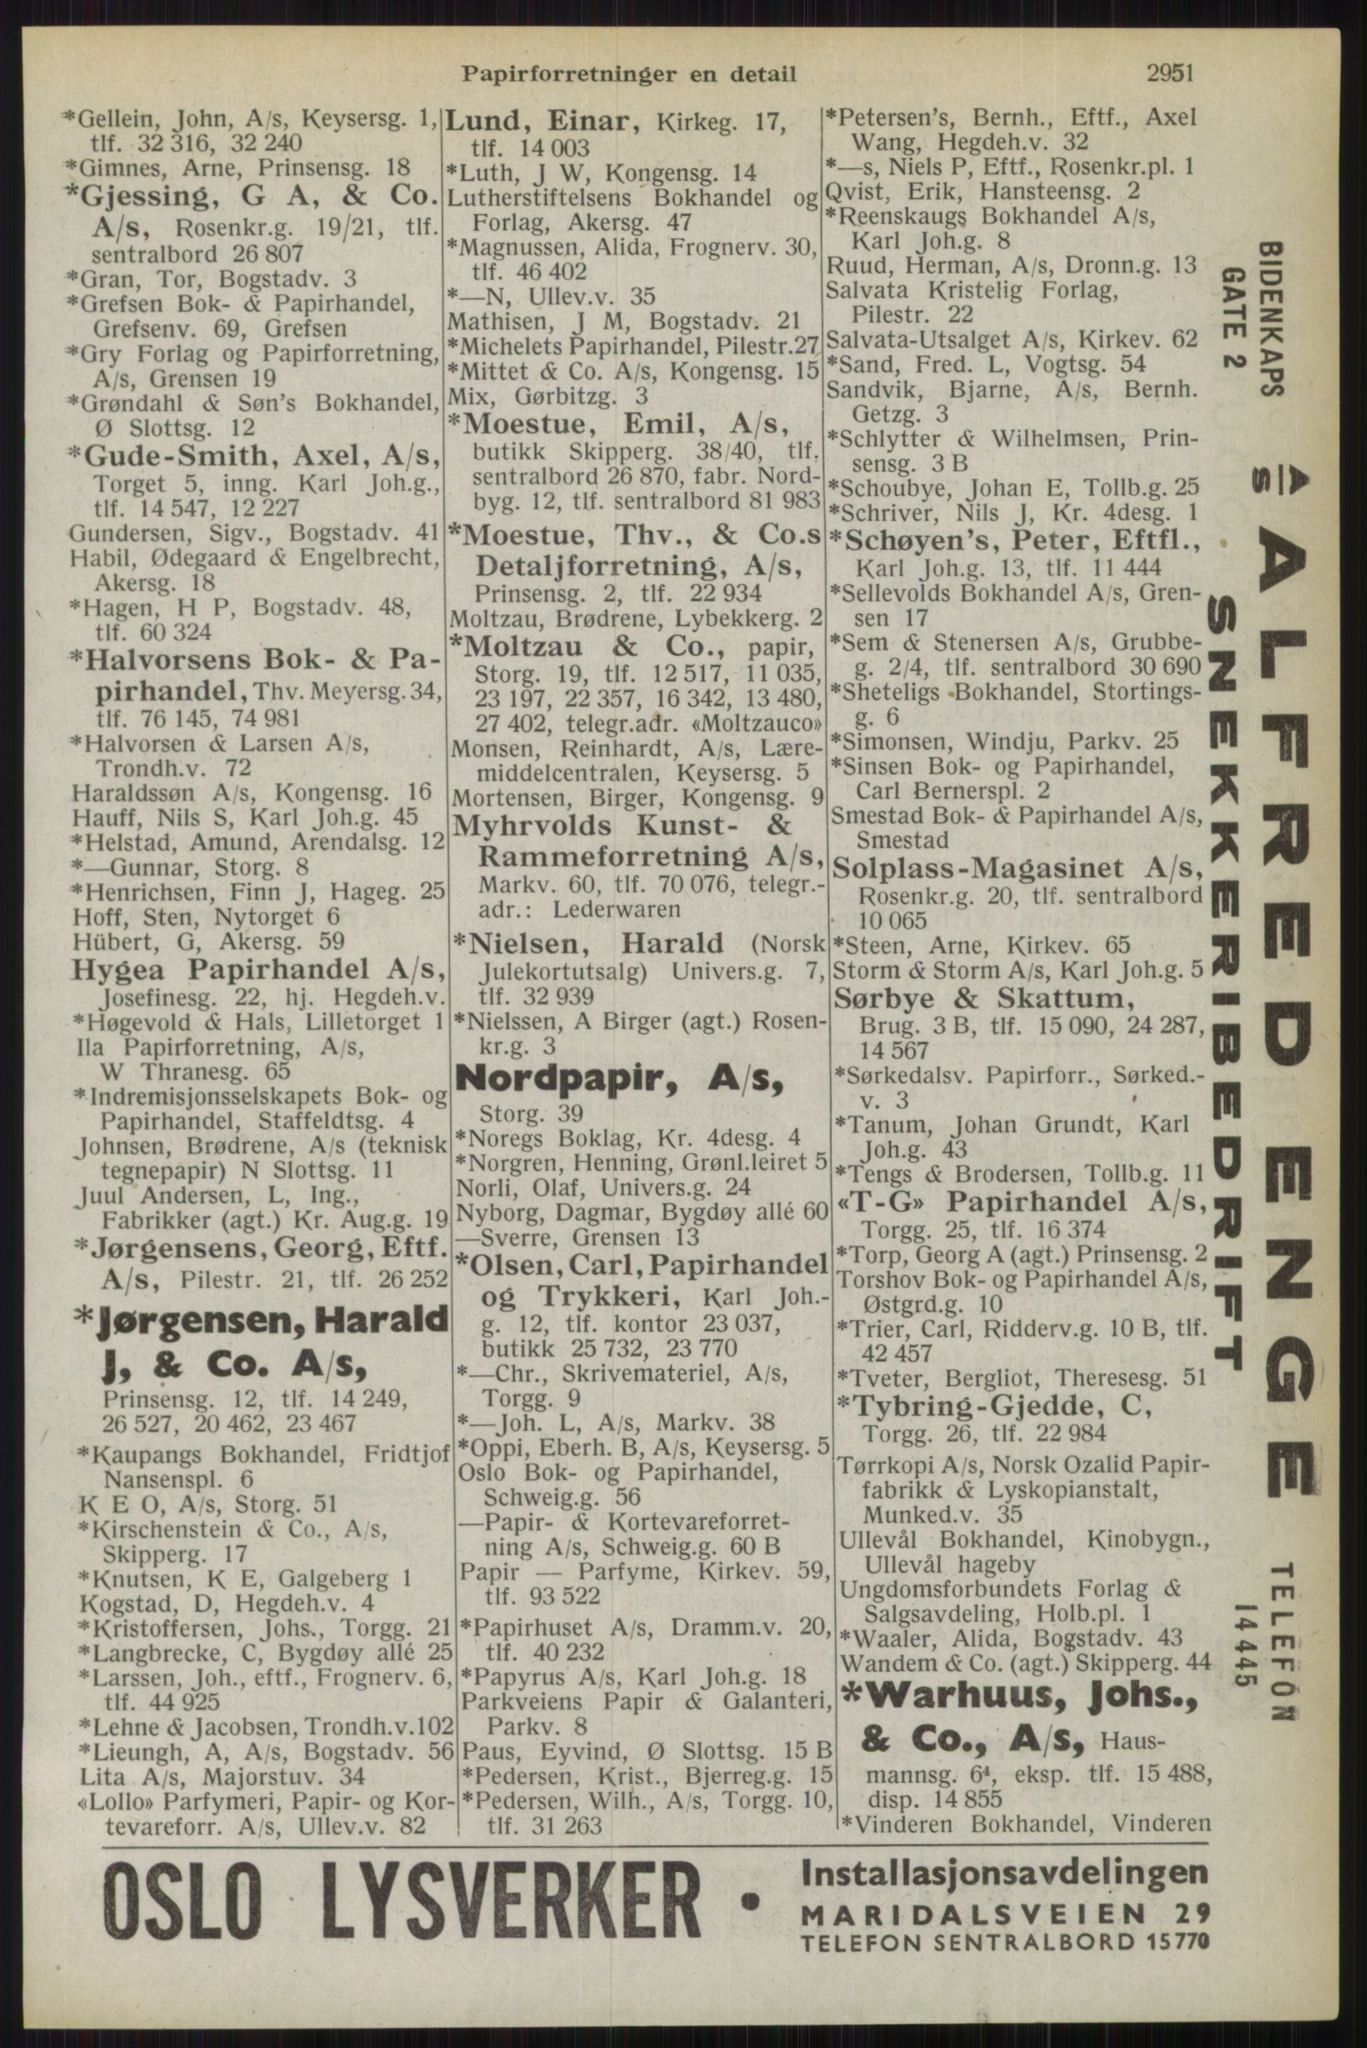 Papirforretninger en detail 2951
*Gellein, John, A/s, Keysersg. 1,
tlf. 32 316, 32 240
*Gimnes, Arne, Prinsensg. 18
*Gjessing, G A, & Co.
A/s, Rosenkr.g. 19/21, tlf.
sentralbord 26 807
*Gran, Tor, Bogstadv. 3
*Grefsen Bok- & Papirhandel,
Grefsenv. 69, Grefsen
*Gry Forlag og Papirforretning,
A/s, Grensen 19
*Grøndahl & Søn's Bokhandel,
Ø Slottsg. 12
*Gude-Smith, Axel, A/s,
Torget 5, inng. Karl Joh.g.,
tlf. 14 547, 12 227
Gundersen, Sigv., Bogstadv. 41
Habil, Ødegaard & Engelbrecht,
Akersg. 18
*Hagen, H P, Bogstadv. 48,
tlf. 60 324
*Halvorsens Bok- & Pa-
pirhandel, Thv. Meyersg. 34,
tlf. 76 145, 74 981
*Halvorsen & Larsen A/s,
Trondh.v. 72
Haraldssøn A/s, Kongensg. 16
Hauff, Nils S, Karl Joh.g. 45
*Helstad, Amund, Arendalsg. 12
*—Gunnar, Storg. 8
*Henrichsen, Finn J, Hageg. 25
Hoff, Sten, Nytorget 6
Hübert, G, Akersg. 59
Hygea Papirhandel A/s,
Josefinesg. 22, hj. Hegdeh.v.
*Høgevold & Hals, Lilletorget 1
Ila Papirforretning, A/s,
W Thranesg. 65
*Indremisjonsselskapets Bok- og
Papirhandel, Staffeldtsg. 4
Johnsen, Brødrene, A/s (teknisk
tegnepapir) N Slottsg. 11
Juul Andersen, L, Ing.,
Fabrikker (agt.) Kr. Aug.g. 19
*Jørgensens, Georg, Eftf.
A/s, Pilestr. 21, tlf. 26 252
*Jørgensen, Harald
J, & Co. A/s,
Prinsensg. 12, tlf. 14 249,
26 527, 20 462, 23 467
*Kaupangs Bokhandel, Fridtjof
Nansenspl. 6
K E O, A/s, Storg. 51
*Kirschenstein & Co., A/s,
Skipperg. 17
*Knutsen, K E, Galgeberg 1
Kogstad, D, Hegdeh.v. 4
*Kristoffersen, Johs., Torgg. 21
*Langbrecke, C, Bygdøy allé 25
*Larssen, Joh., eftf., Frognerv. 6,
tlf. 44 925
*Lehne & Jacobsen, Trondh.v.102
*Lieungh, A, A/s, Bogstadv. 56
Lita A/s, Majorstuv. 34
«Lollo» Parfymeri, Papir- og Kor-
tevareforr. A/s, Ullev.v. 82
Lund, Einar, Kirkeg. 17,
tlf. 14 003
*Luth, J W, Kongensg. 14
Lutherstiftelsens Bokhandel og
Forlag, Akersg. 47
*Magnussen, Alida, Frognerv. 30,
tlf. 46 402
*—N, Ullev.v. 35
Mathisen, J M, Bogstadv. 21
*Michelets Papirhandel, Pilestr.27
*Mittet & Co. A/s, Kongensg. 15
Mix, Gørbitzg. 3
*Moestue, Emil, A/s,
butikk Skipperg. 38/40, tlf.
sentralbord 26 870, fabr. Nord-
byg. 12, tlf. sentralbord 81 983
*Moestue, Thv., & Co.s
Detaljforretning, A/s,
Prinsensg. 2, tlf. 22 934
Moltzau, Brødrene, Lybekkerg. 2
*Moltzau & Co., papir,
Storg. 19, tlf. 12 517, 11 035,
23 197, 22 357, 16 342, 13 480,
27 402, telegr.adr. «Moltzauco»
Monsen, Reinhardt, A/s, Lære-
middelcentralen, Keysersg. 5
Mortensen, Birger, Kongensg. 9
Myhrvolds Kunst- &
Rammeforretning A/s,
Markv. 60, tlf. 70 076, telegr.-
adr.: Lederwaren
*Nielsen, Harald (Norsk
Julekortutsalg) Univers.g. 7,
tlf. 32 939
*Nielssen, A Birger (agt.) Rosen-
kr.g. 3
Nordpapir, A/s,
Storg. 39
*Noregs Boklag, Kr. 4desg. 4
*Norgren, Henning, Grønl.leiret 5
Norli, Olaf, Univers.g. 24
Nyborg, Dagmar, Bygdøy allé 60
—Sverre, Grensen 13
*Olsen, Carl, Papirhandel
og Trykkeri, Karl Joh.-
g. 12, tlf. kontor 23 037,
butikk 25 732, 23 770
*—Chr., Skrivemateriel, A/s,
Torgg. 9
*—Joh. L, A/s, Markv. 38
*Oppi, Eberh. B, A/s, Keysersg. 5
Oslo Bok- og Papirhandel,
Schweig.g. 56
—Papir- & Kortevareforret-
ning A/s, Schweig.g. 60 B
Papir — Parfyme, Kirkev. 59,
tlf. 93 522
*Papirhuset A/s, Dramm.v. 20,
tlf. 40 232
*Papyrus A/s, Karl Joh.g. 18
Parkveiens Papir & Galanteri,
Parkv. 8
Paus, Eyvind, Ø Slottsg. 15 B
*Pedersen, Krist., Bjerreg.g. 15
*Pedersen, Wilh., A/s, Torgg. 10,
tlf. 31 263
*Petersen's, Bernh., Eftf., Axel
Wang, Hegdeh.v. 32
*—s, Niels P, Eftf., Rosenkr.pl. 1
Qvist, Erik, Hansteensg. 2
*Reenskaugs Bokhandel A/s,
Karl Joh.g. 8
Ruud, Herman, A/s, Dronn.g. 13
Salvata Kristelig Forlag,
Pilestr. 22
Salvata-Utsalget A/s, Kirkev. 62
*Sand, Fred. L, Vogtsg. 54
Sandvik, Bjarne, A/s, Bernh.
Getzg. 3
*Schlytter & Wilhelmsen, Prin-
sensg. 3 B
*Schoubye, Johan E, Tollb.g. 25
*Schriver, Nils J, Kr. 4desg. 1
*Schøyen's, Peter, Eftfl.,
Karl Joh.g. 13, tlf. 11 444
*Sellevolds Bokhandel A/s, Gren-
sen 17
*Sem & Stenersen A/s, Grubbe-
g. 2/4, tlf. sentralbord 30 690
*Sheteligs Bokhandel, Stortings-
g. 6
*Simonsen, Windju, Parkv. 25
*Sinsen Bok- og Papirhandel,
Carl Bernerspl. 2
Smestad Bok- & Papirhandel A/s,
Smestad
Solplass-Magasinet A/s,
Rosenkr.g. 20, tlf. sentralbord
10 065
*Steen, Arne, Kirkev. 65
Storm & Storm A/s, Karl Joh.g. 5
Sørbye & Skattum,
Brug. 3 B, tlf. 15 090, 24 287,
14 567
*Sørkedalsv. Papirforr., Sørked.-
v. 3
*Tanum, Johan Grundt, Karl
Joh.g. 43
*Tengs & Brodersen, Tollb.g. 11
«T-G» Papirhandel A/s,
Torgg. 25, tlf. 16 374
*Torp, Georg A (agt.) Prinsensg. 2
Torshov Bok- og Papirhandel A/s,
Østgrd.g. 10
*Trier, Carl, Ridderv.g. 10 B, tlf.
42 457
*Tveter, Bergliot, Theresesg. 51
*Tybring-Gjedde, C,
Torgg. 26, tlf. 22 984
Tørrkopi A/s, Norsk Ozalid Papir-
fabrikk & Lyskopianstalt,
Munked.v. 35
Ullevål Bokhandel, Kinobygn.,
Ullevål hageby
Ungdomsforbundets Forlag &
Salgsavdeling, Holb.pl. 1
*Waaler, Alida, Bogstadv. 43
Wandem & Co. (agt.) Skipperg. 44
*Warhuus, Johs.,
& Co., A/s, Haus-
mannsg. 6⁴, eksp. tlf. 15 488,
disp. 14 855
*Vinderen Bokhandel, Vinderen
BIDENKAPS
GATE 2
A/S ALFRED ENGE
SNEKKERIBEDRIFT
TELEFON
14445
OSLO LYSVERKER •
Installasjonsavdelingen
MARIDALSVEIEN 29
TELEFON SENTRALBORD 15770